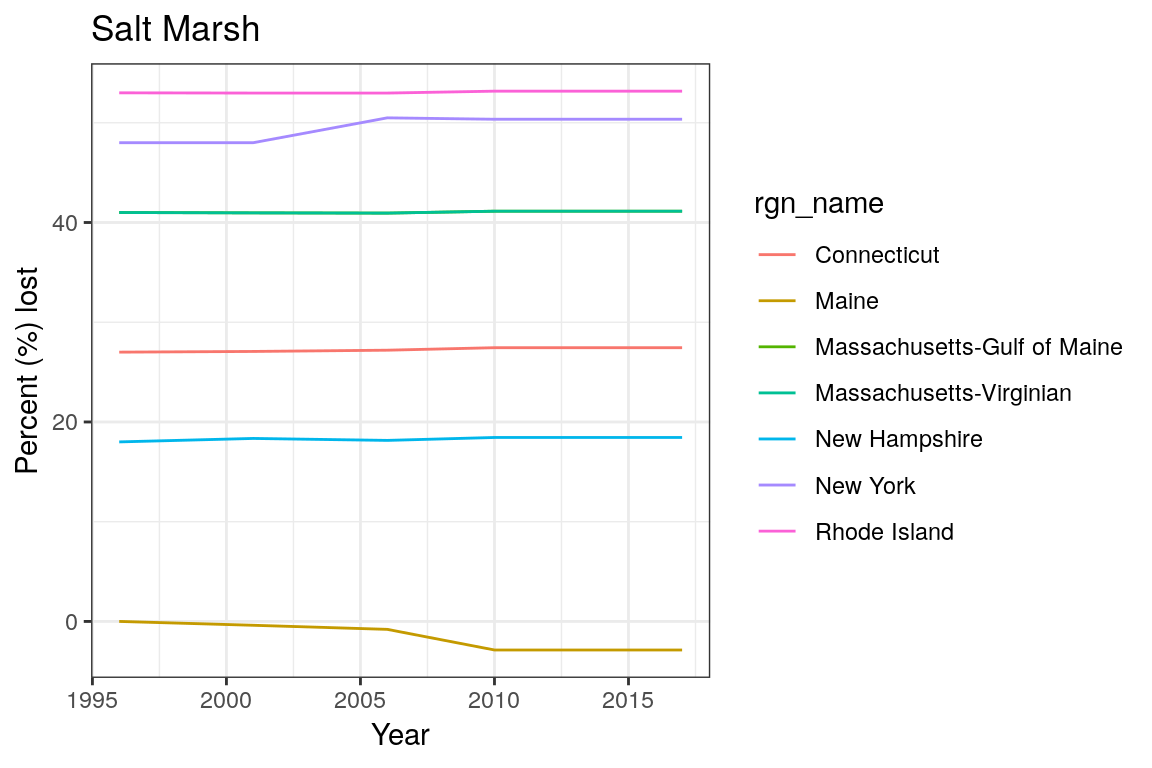 Salt Marsh
Percent (%) lost
40
20
0
1995
2000
2005
2010
2015
Year
rgn_name
Connecticut
Maine
Massachusetts-Gulf of Maine
Massachusetts-Virginian
New Hampshire
New York
Rhode Island